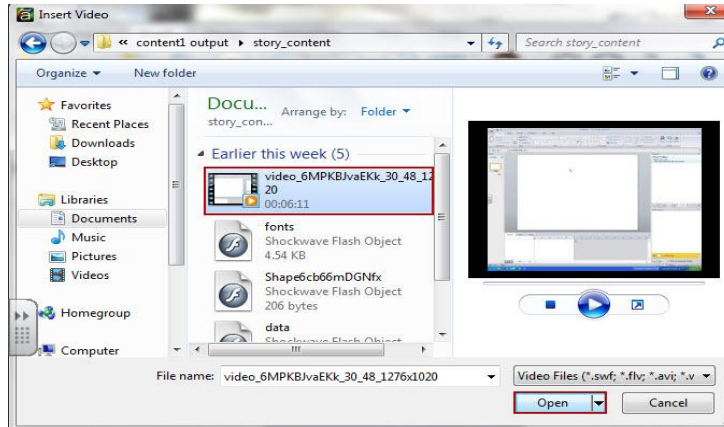 Insert Video
« content1 output ▸ story_content
Search story_content
Organize
New folder
Favorites
Recent Places
Downloads
Desktop
Libraries
Documents
Music
Pictures
Videos
Homegroup
Computer
Docu...
story_con...
Arrange by: Folder
Earlier this week (5)
video_6MPKBJvaEKk_30_48_12
20
00:06:11
fonts
Shockwave Flash Object
4.54 KB
Shape6cb66mDGNfx
Shockwave Flash Object
206 bytes
data
Shockwave Flash Object
File name: video_6MPKBJvaEKk_30_48_1276x1020
Video Files (*.swf; *.flv; *.avi; *.v
Open
Cancel